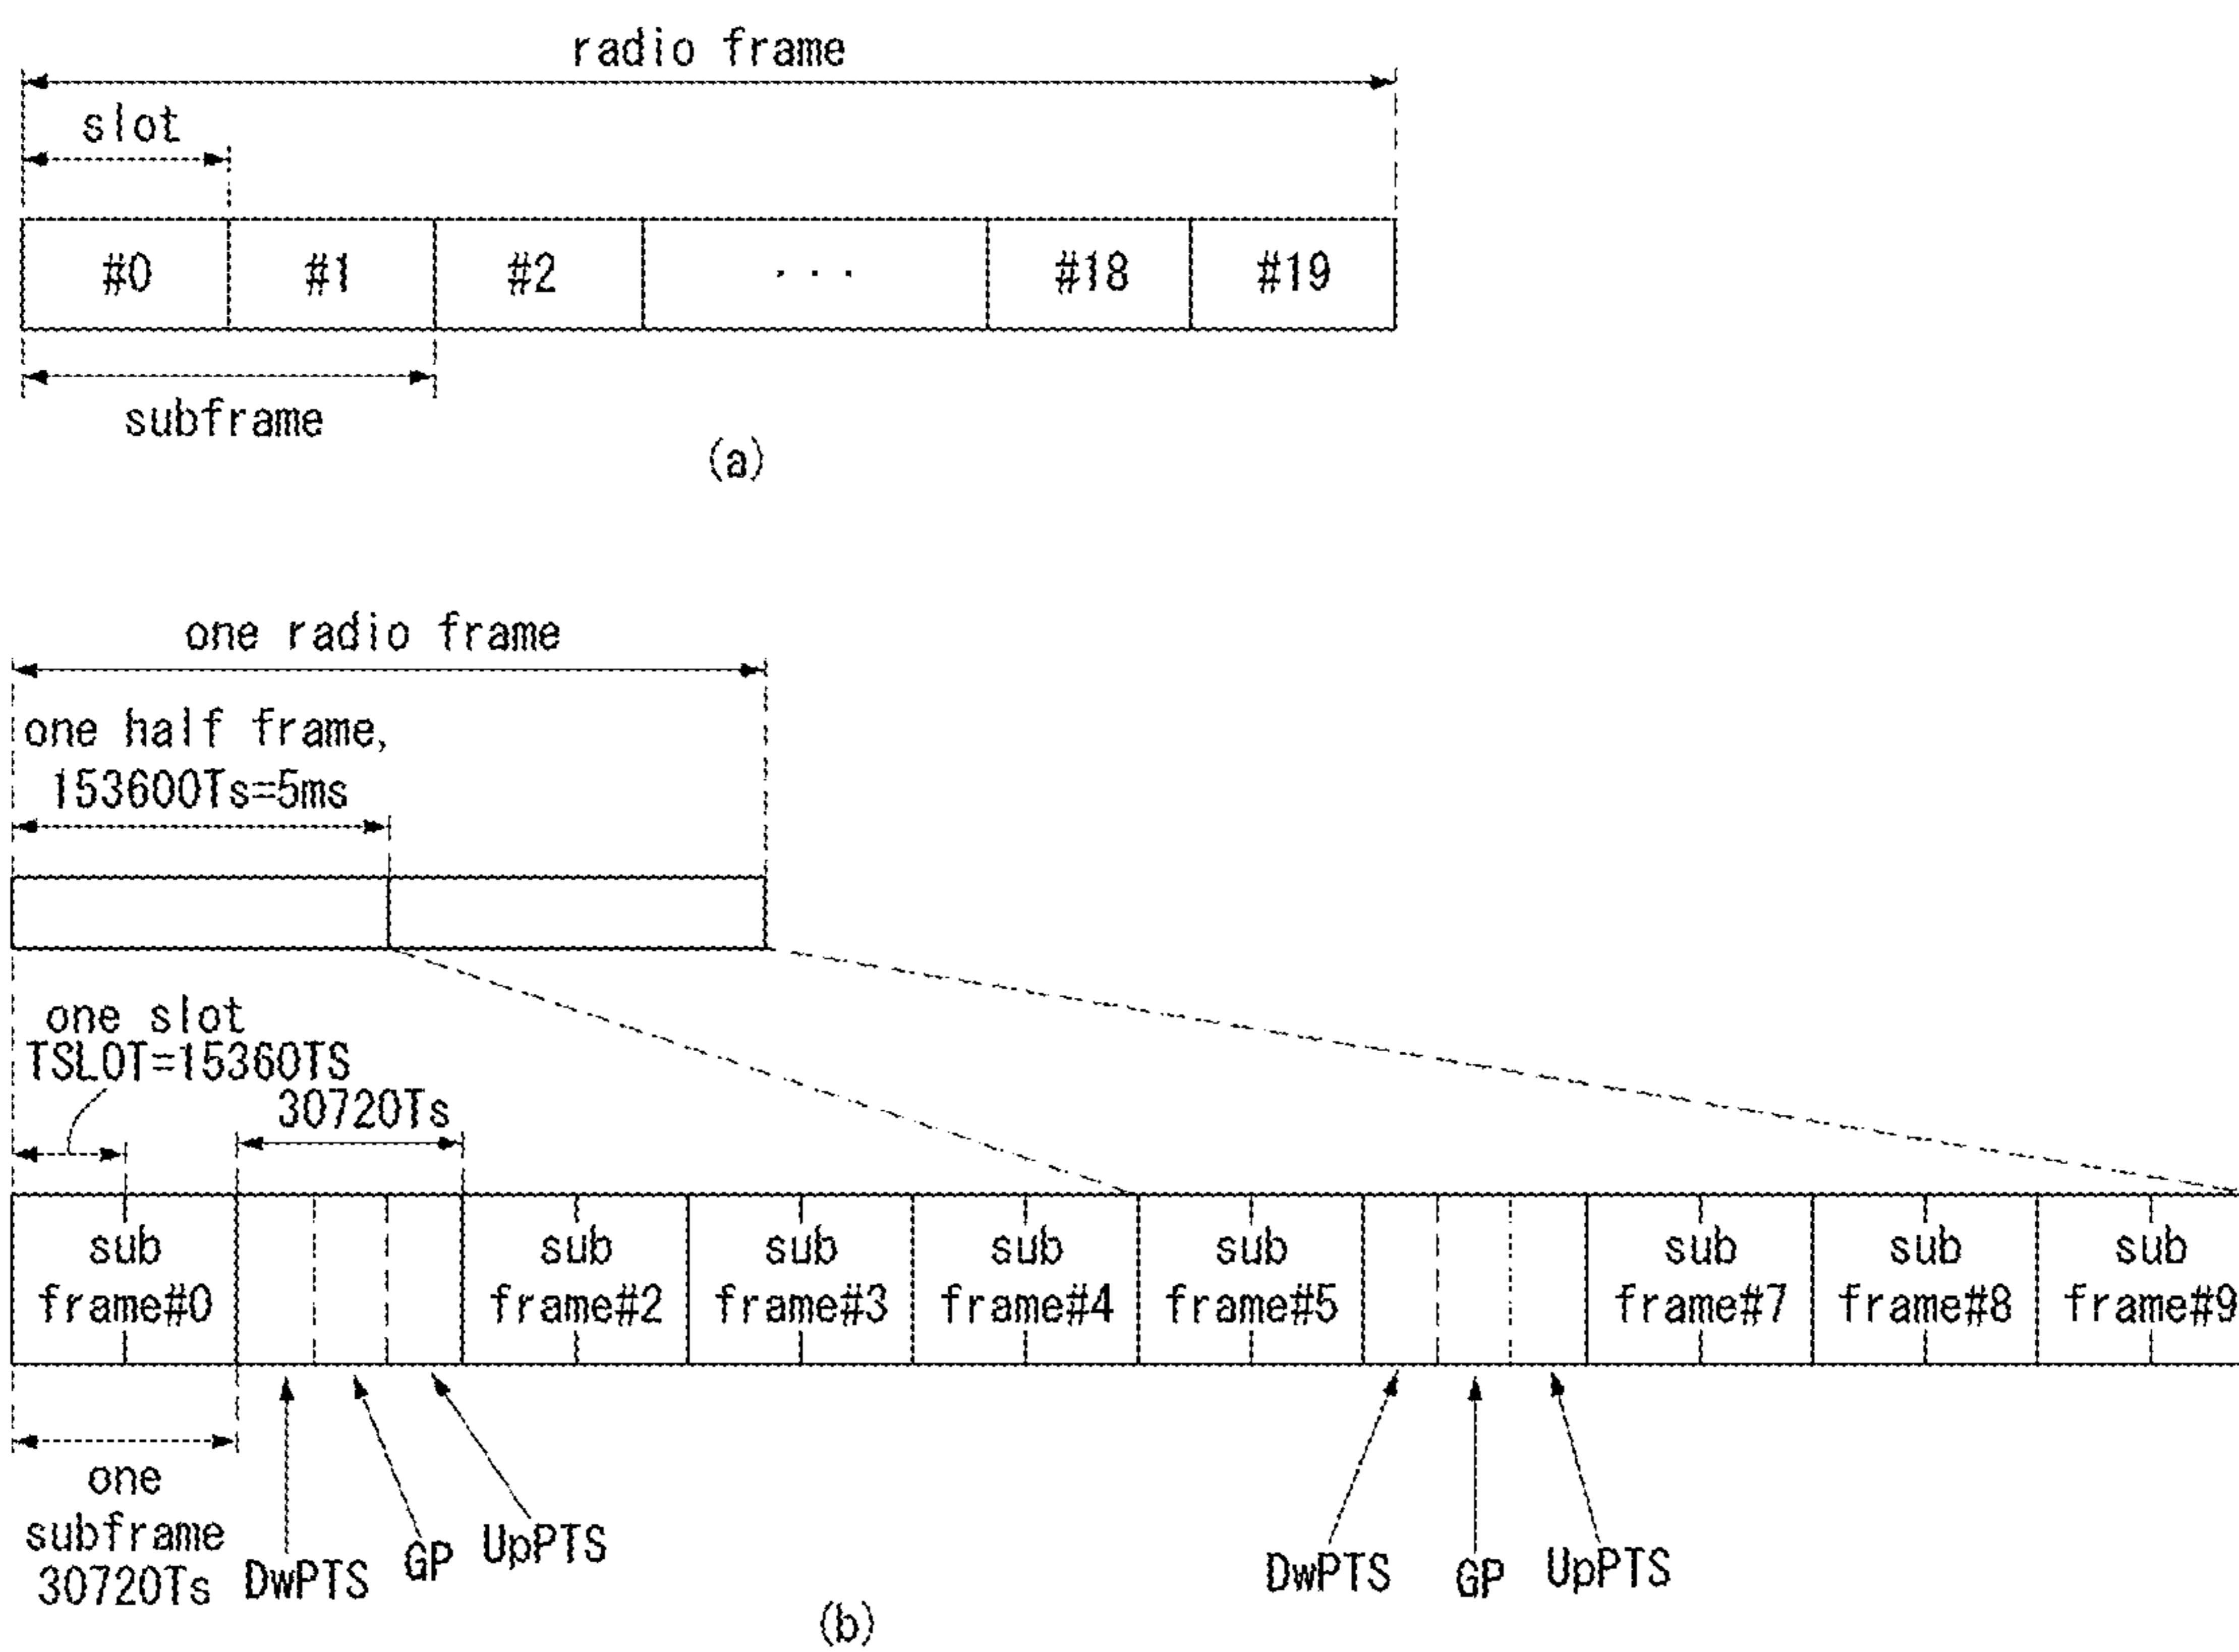 radio frame
slot
#0 #1 #2 ... #18 #19
subframe
(a)
one radio frame
one half frame,
153600Ts=5ms
one slot
TSLOT=15360TS
30720Ts
sub frame#0
sub frame#2
sub frame#3
sub frame#4
sub frame#5
sub frame#7
sub frame#8
sub frame#9
one
subframe
30720Ts
DwPTS GP UpPTS
DwPTS GP UpPTS
(b)